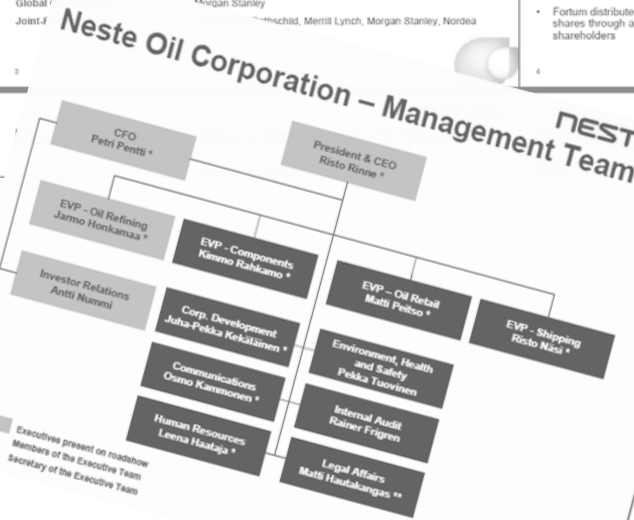 Global
Morgan Stanley
Rothschild, Merrill Lynch, Morgan Stanley, Nordea
3
• Fortum distribute
shares through a
shareholders
4
Neste Oil Corporation – Management Team
NEST
CFO
Petri Pentti *
President & CEO
Risto Rinne *
EVP - Oil Refining
Jarmo Honkamaa *
EVP - Components
Kimmo Rahkamo *
EVP – Oil Retail
Matti Peitso *
EVP - Shipping
Risto Näsi *
Investor Relations
Antti Nummi
Corp. Development
Juha-Pekka Kekäläinen *
Environment, Health
and Safety
Pekka Tuovinen
Communications
Osmo Kammonen *
Internal Audit
Rainer Frigren
Human Resources
Leena Haataja *
Legal Affairs
Matti Hautakangas **
Executives present on roadshow
Members of the Executive Team
Secretary of the Executive Team